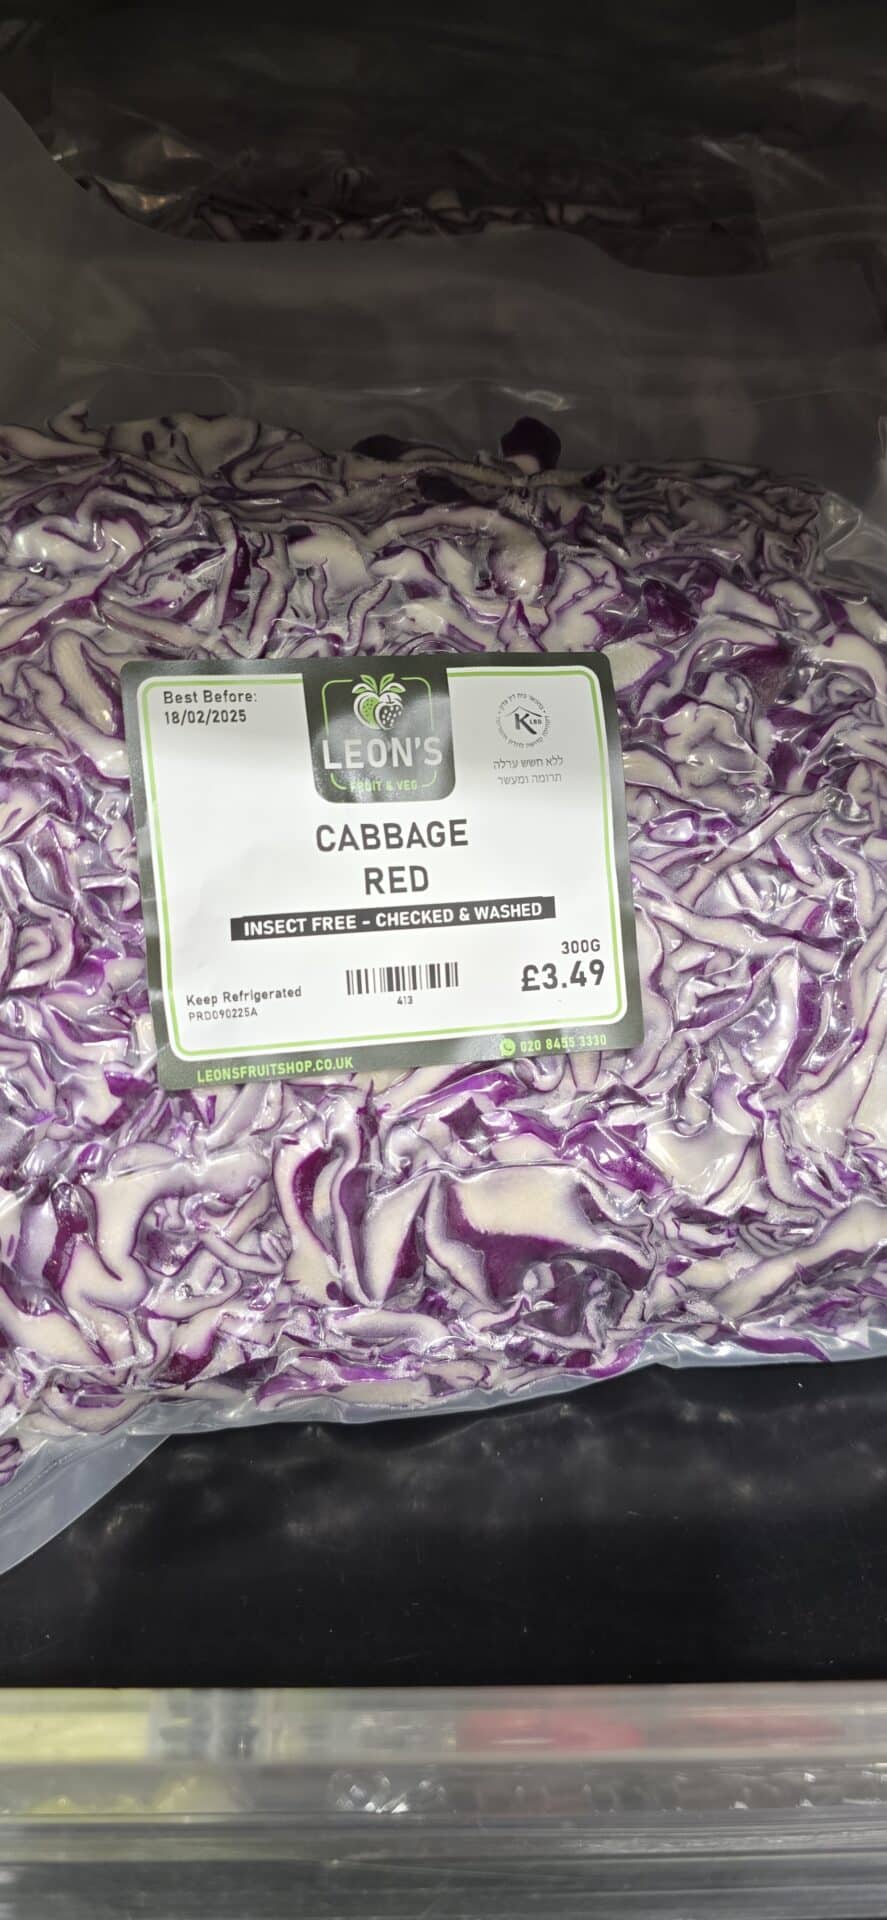 Best Before:
18/02/2025
LEON'S
FRUIT & VEG
K LBD
ללא חשש ערלה
תרומה ומעשר
CABBAGE
RED
INSECT FREE - CHECKED & WASHED
300G
£3.49
Keep Refrigerated
PRD090225A
413
LEONSFRUITSHOP.CO.UK
020 8455 3330